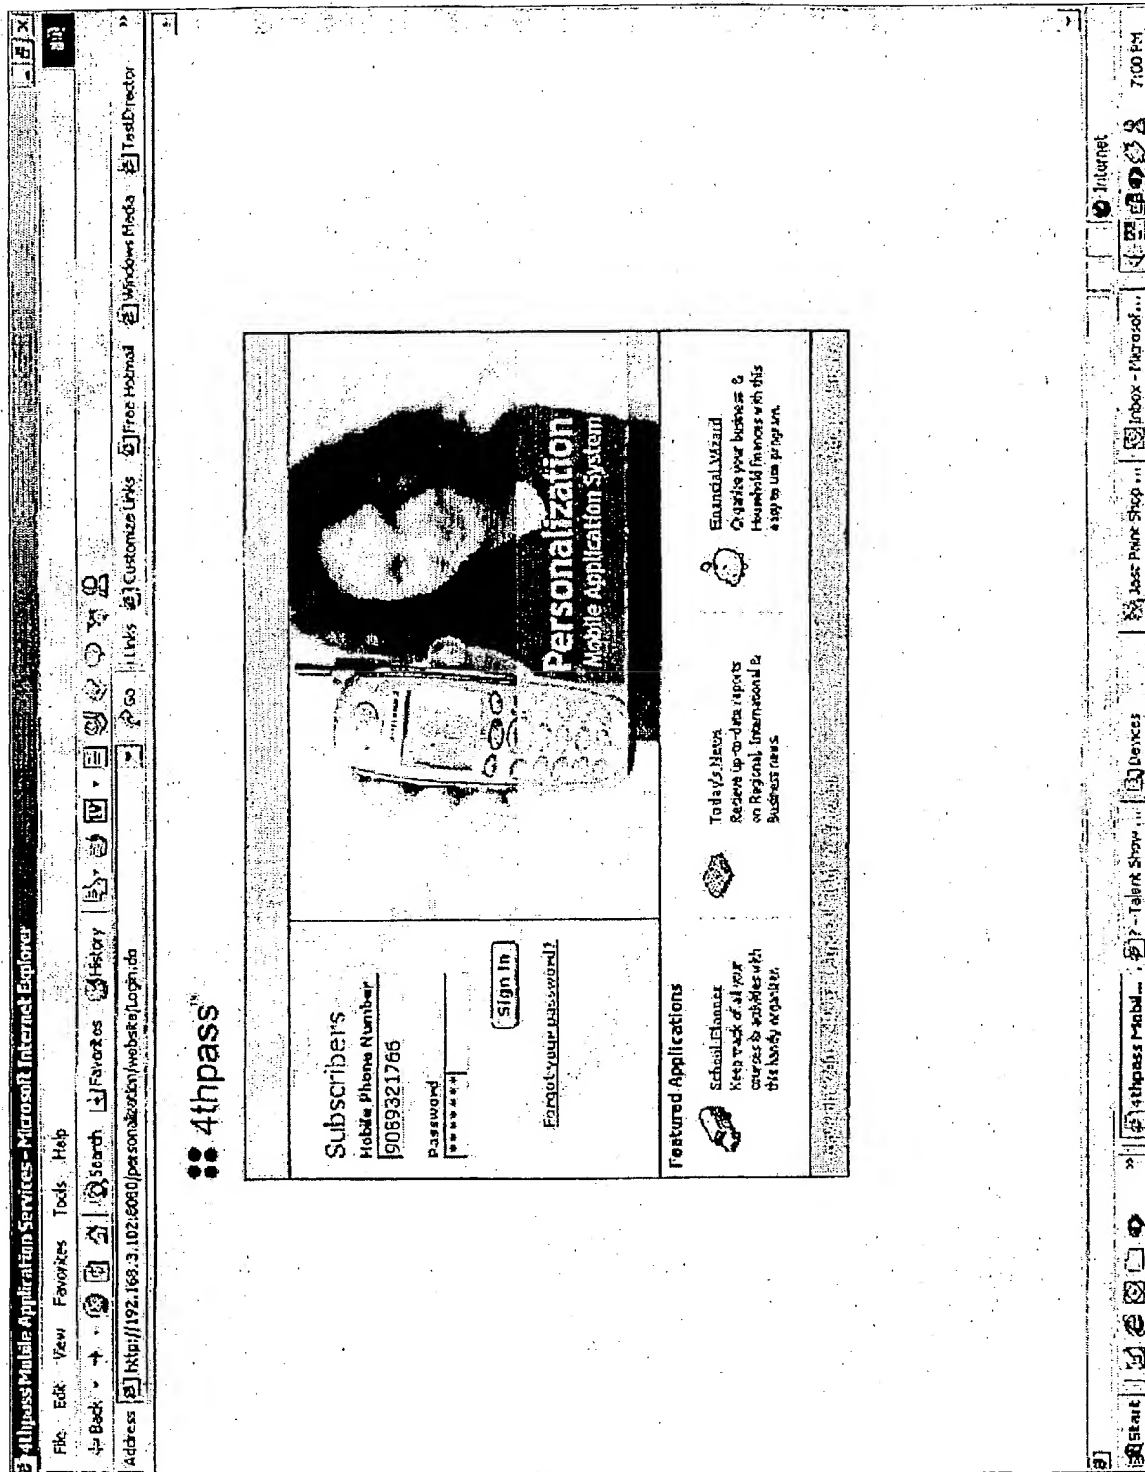 4thpass Mobile Application Services - Microsoft Internet Explorer
File Edit View Favorites Tools Help
Back Search Favorites History
Address http://192.168.3.102:8080/personalization/website/Login.do Go Links Customize Links Free Hotmail Windows Media TestDirector
4thpass™
Subscribers
Mobile Phone Number
9089321766
Password
*******
Sign In
Forgot your password?
Personalization
Mobile Application System
Featured Applications
School Planner
Keep track of all your
courses & activities with
this handy organizer.
Today's News
Recieve up-to-date reports
on Regional, International &
Business news.
Financial Wizard
Organize your business &
Household finances with this
easy to use program.
Internet
Start 4thpass Mobil... ? - Talent Show ... Devices Jasc Paint Shop ... Inbox - Microsof... 7:00 PM